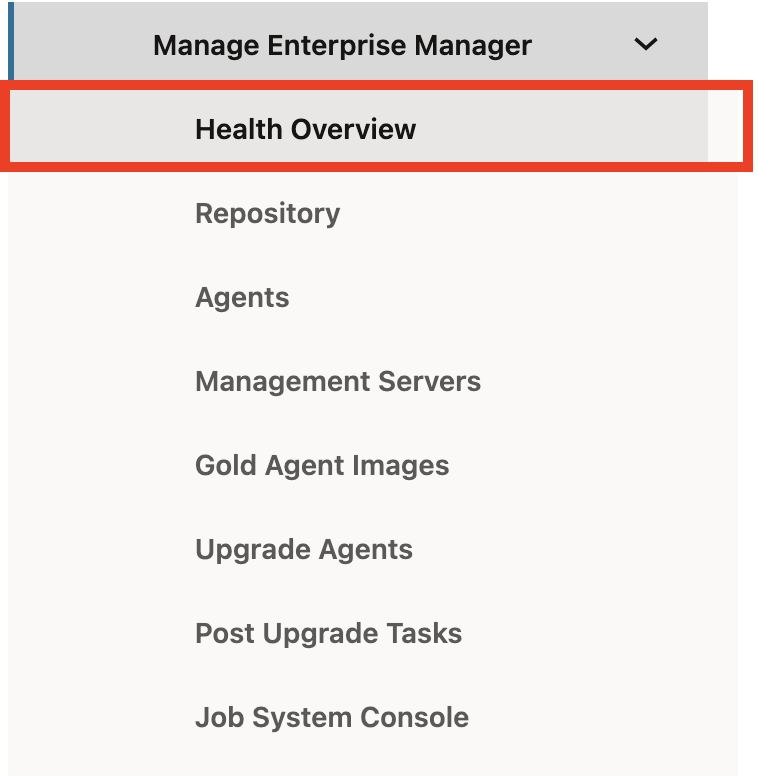 Manage Enterprise Manager
Health Overview
Repository
Agents
Management Servers
Gold Agent Images
Upgrade Agents
Post Upgrade Tasks
Job System Console